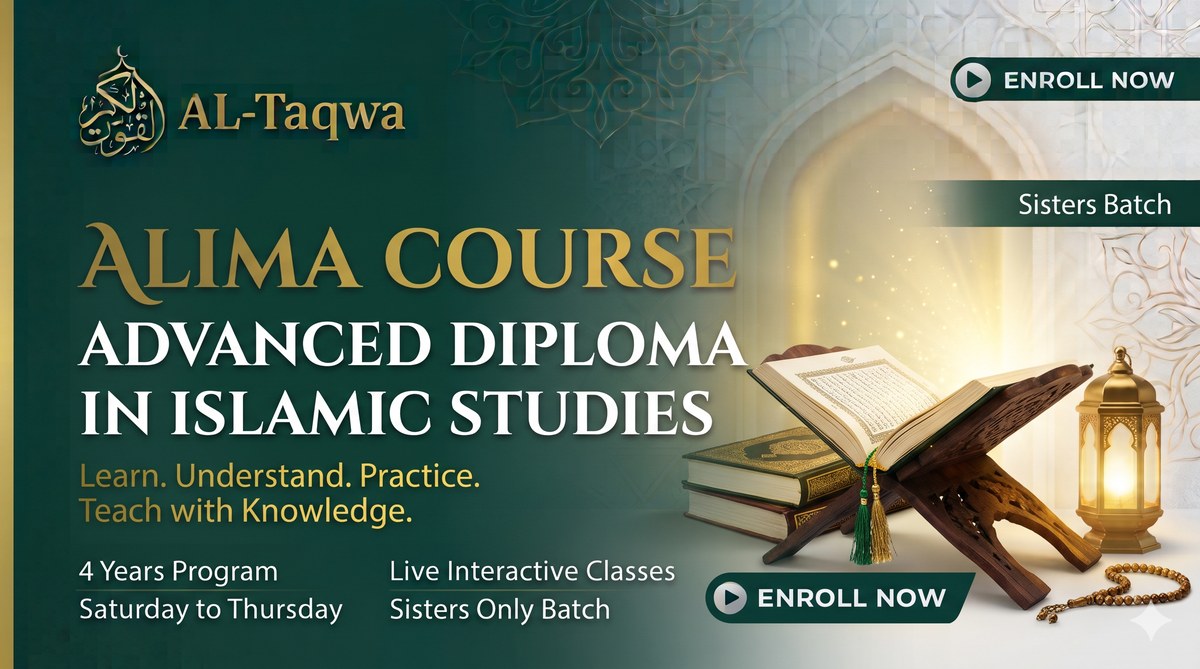 AL-Taqwa
ENROLL NOW
Sisters Batch
ALIMA COURSE
ADVANCED DIPLOMA
IN ISLAMIC STUDIES
Learn. Understand. Practice.
Teach with Knowledge.
4 Years Program
Live Interactive Classes
Saturday to Thursday
Sisters Only Batch
ENROLL NOW